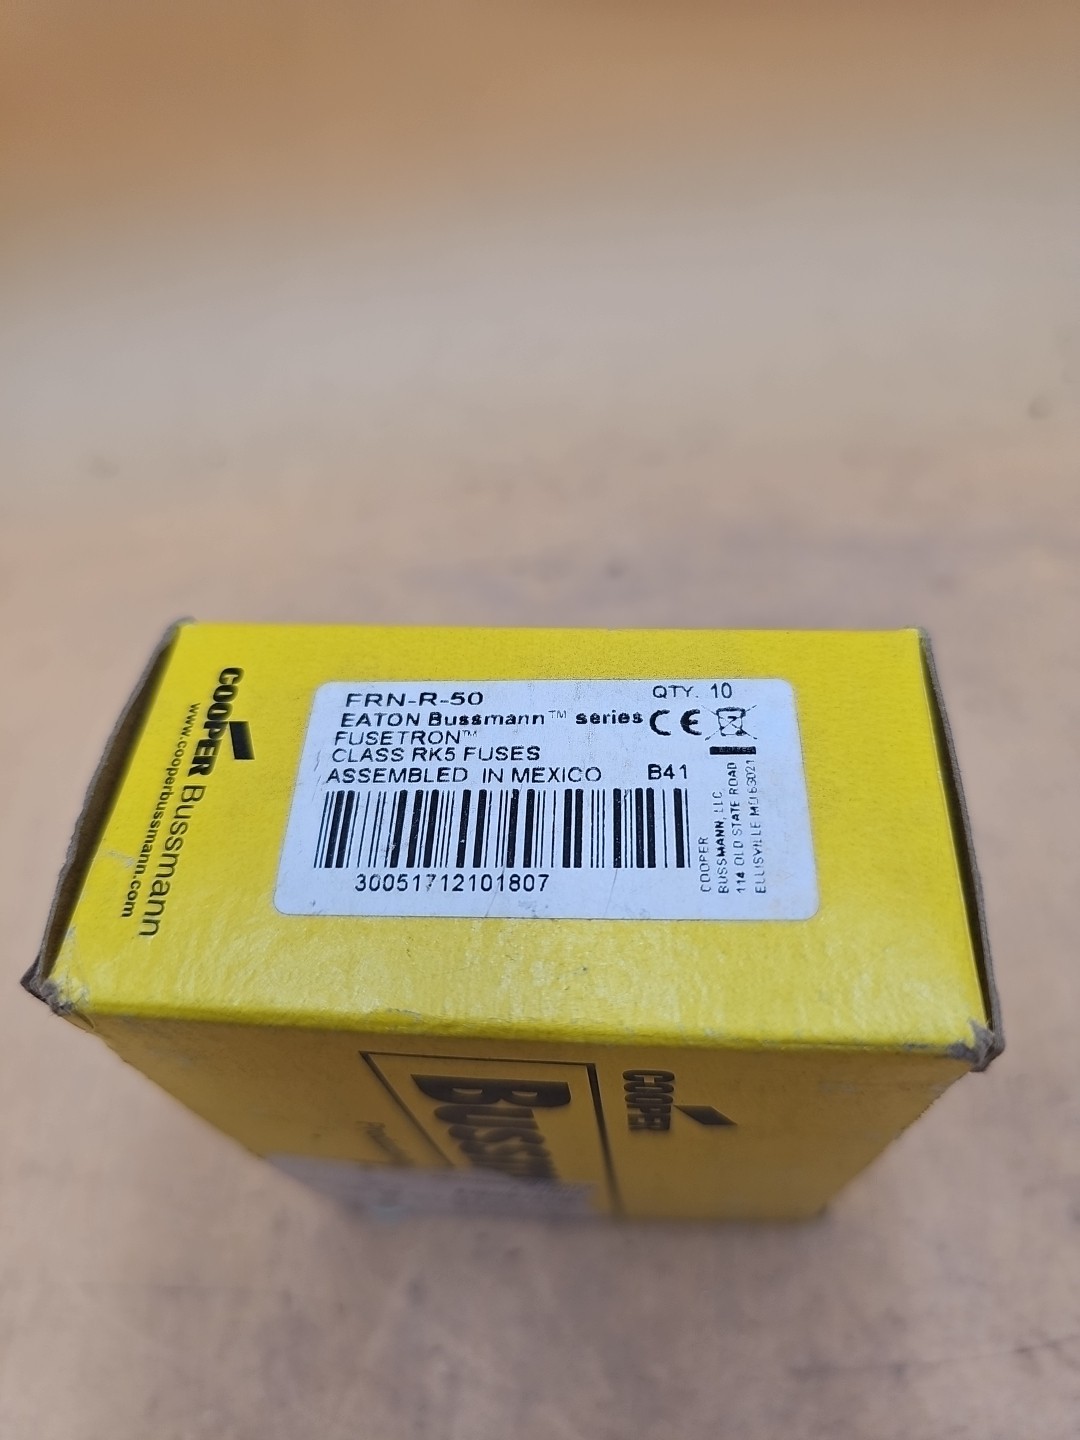 COOPER Bussmann
www.cooperbussmann.com
FRN-R-50
QTY. 10
EATON Bussmann™ series
CE
FUSETRON™
CLASS RK5 FUSES
ASSEMBLED IN MEXICO
B41
30051712101807
COOPER
BUSSMANN, LLC
114 OLD STATE ROAD
ELLISVILLE MO 63021
COOPER